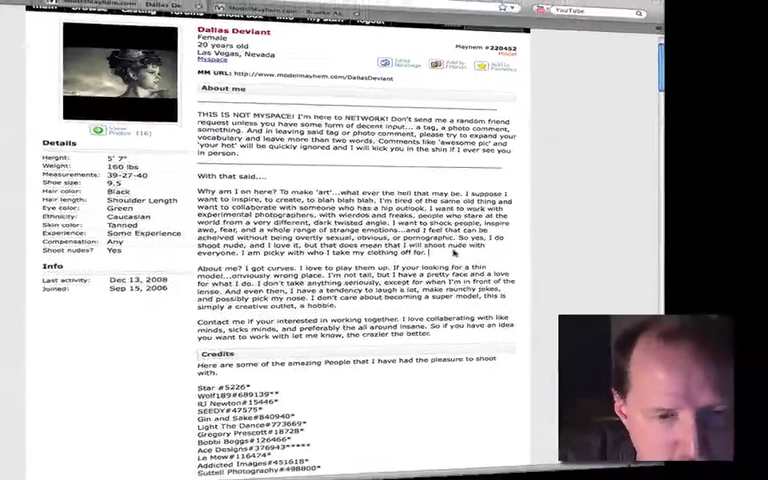 Dallas Deviant
Female
20 years old
Las Vegas, Nevada
Myspace
Mayhem #220452
Model
Send Message
Add to Friends
Add to Favorites
MM URL: http://www.modelmayhem.com/DallasDeviant
About me
THIS IS NOT MYSPACE! I'm here to NETWORK! Don't send me a random friend
request unless you have some form of decent input... a tag, a photo comment,
something. And in leaving said tag or photo comment, please try to expand your
vocabulary and leave more than two words. Comments like 'awesome pic' and
'your hot' will be quickly ignored and I will kick you in the shin if I ever see you
in person.
With that said....
Why am I on here? To make 'art'...what ever the hell that may be. I suppose I
want to inspire, to create, to blah blah blah. I'm tired of the same old thing and
want to collaborate with someone who has a hip outlook. I want to work with
experimental photographers, with wierdos and freaks, people who stare at the
world from a very different, dark twisted angle. I want to shock people, inspire
awe, fear, and a whole range of strange emotions...and I feel that can be
acheived without being overtly sexual, obvious, or pornographic. So yes, I do
shoot nude, and I love it, but that does mean that I will shoot nude with
everyone. I am picky with who I take my clothing off for.
About me? I got curves. I love to play them up. If your looking for a thin
model...onviously wrong place. I'm not tall, but I have a pretty face and a love
for what I do. I don't take anything seriously, except for when I'm in front of the
lense. And even then, I have a tendency to laugh a lot, make raunchy jokes,
and possibly pick my nose. I don't care about becoming a super model, this is
simply a creative outlet, a hobbie.
Contact me if your interested in working together. I love collaborating with like
minds, sicks minds, and preferably the all around insane. So if you have an idea
you want to work with let me know, the crazier the better.
Credits
Here are some of the amazing People that I have had the pleasure to shoot
with.
Star #5226*
Wolf189#689139**
RJ Newton#15446*
SEEDY#47575*
Gin and Sake#840940*
Light The Dance#773669*
Gregory Prescott#18728*
Bobbi Boggs#126466*
Ace Designs#376943*****
Le Mew#116474*
Addicted Images#451618*
Suttell Photography#498800*
View Photos (16)
Details
Height: 5' 7"
Weight: 160 lbs
Measurements: 39-27-40
Shoe size: 9.5
Hair color: Black
Hair length: Shoulder Length
Eye color: Green
Ethnicity: Caucasian
Skin color: Tanned
Experience: Some Experience
Compensation: Any
Shoot nudes? Yes
Info
Last activity: Dec 13, 2008
Joined: Sep 15, 2006
YouTube